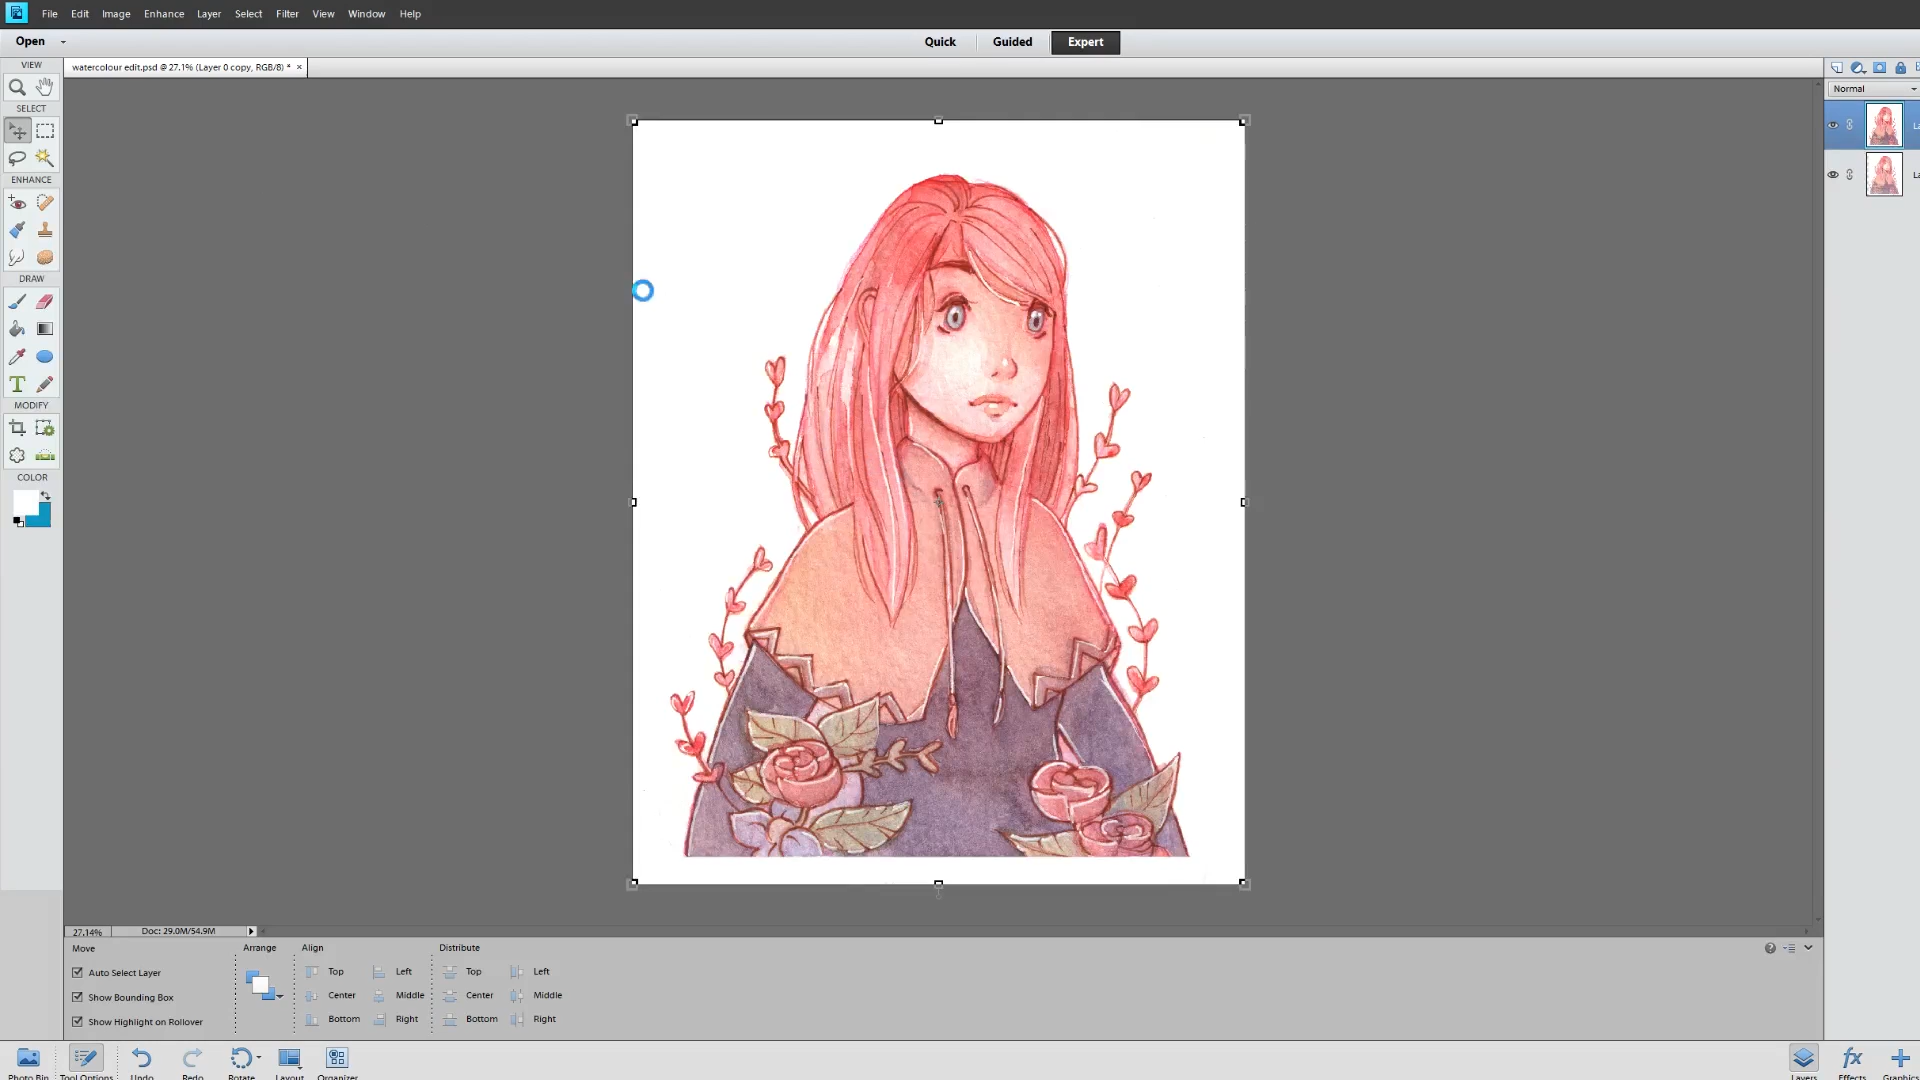 File Edit Image Enhance Layer Select Filter View Window Help
Open Quick Guided Expert
VIEW
watercolour edit.psd @ 27.1% (Layer 0 copy, RGB/8) * ×
Normal
SELECT
ENHANCE
DRAW
T
MODIFY
COLOR
27.14% Doc: 29.0M/54.9M
Move Arrange Align Distribute
Auto Select Layer Top Left Top Left
Show Bounding Box Center Middle Center Middle
Show Highlight on Rollover Bottom Right Bottom Right
fx
Photo Bin Tool Options Undo Redo Rotate Layout Organizer Layers Effects Graphics